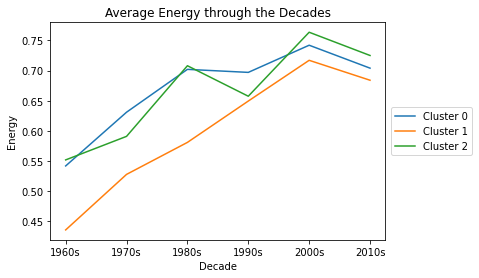 Average Energy through the Decades
Energy
0.75
0.70
0.65
0.60
0.55
0.50
0.45
1960s 1970s 1980s 1990s 2000s 2010s
Decade
Cluster 0
Cluster 1
Cluster 2